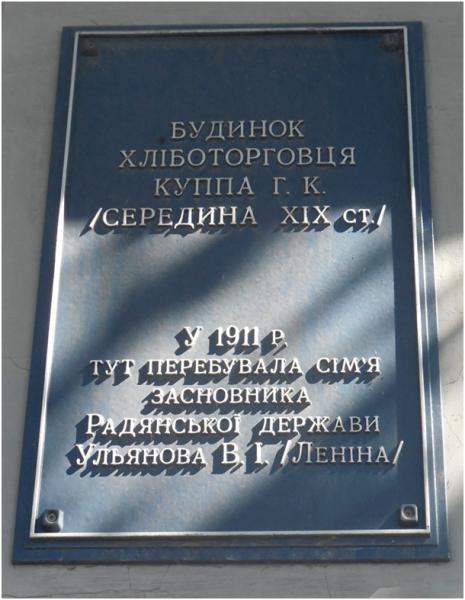 БУДИНОК
ХЛІБОТОРГОВЦЯ
КУППА Г. К.
/СЕРЕДИНА XIX СТ./
У 1911 Р.
ТУТ ПЕРЕБУВАЛА СІМ'Я
ЗАСНОВНИКА
РАДЯНСЬКОЇ ДЕРЖАВИ
УЛЬЯНОВА В. І. /ЛЕНІНА/